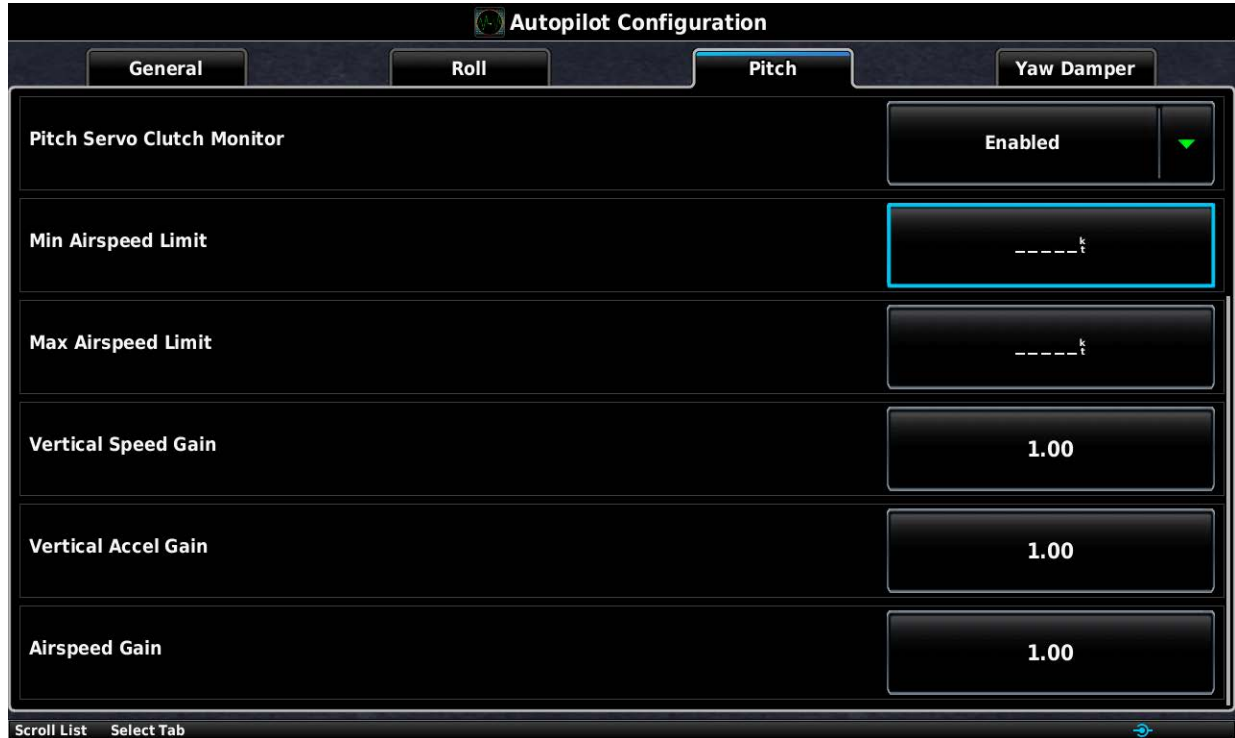 Autopilot Configuration
General Roll Pitch Yaw Damper
Pitch Servo Clutch Monitor Enabled
Min Airspeed Limit _____kt
Max Airspeed Limit _____kt
Vertical Speed Gain 1.00
Vertical Accel Gain 1.00
Airspeed Gain 1.00
Scroll List Select Tab